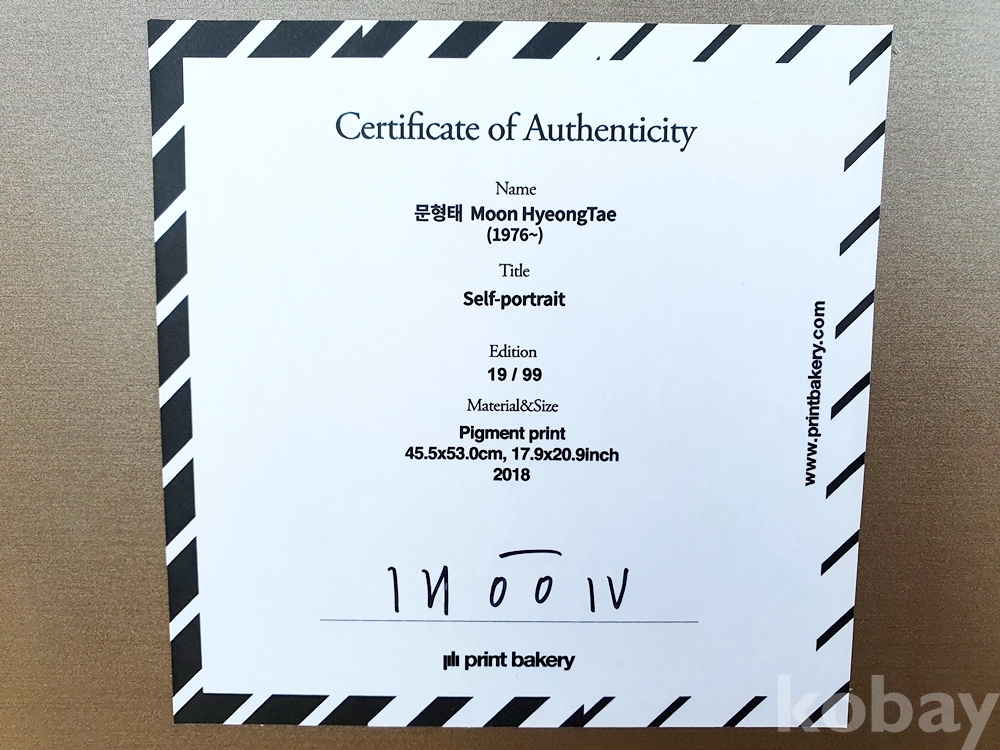 Certificate of Authenticity
Name
문형태 Moon HyeongTae
(1976~)
Title
Self-portrait
Edition
19 / 99
Material&Size
Pigment print
45.5x53.0cm, 17.9x20.9inch
2018
www.printbakery.com
print bakery
kobay